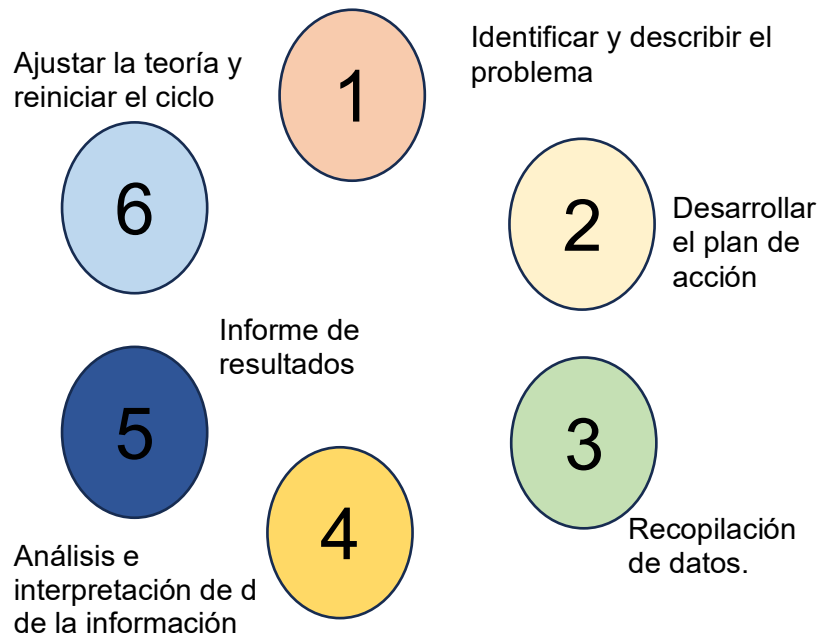 1
Identificar y describir el
problema
2
Desarrollar
el plan de
acción
3
Recopilación
de datos.
4
Análisis e
interpretación de d
de la información
5
Informe de
resultados
6
Ajustar la teoría y
reiniciar el ciclo